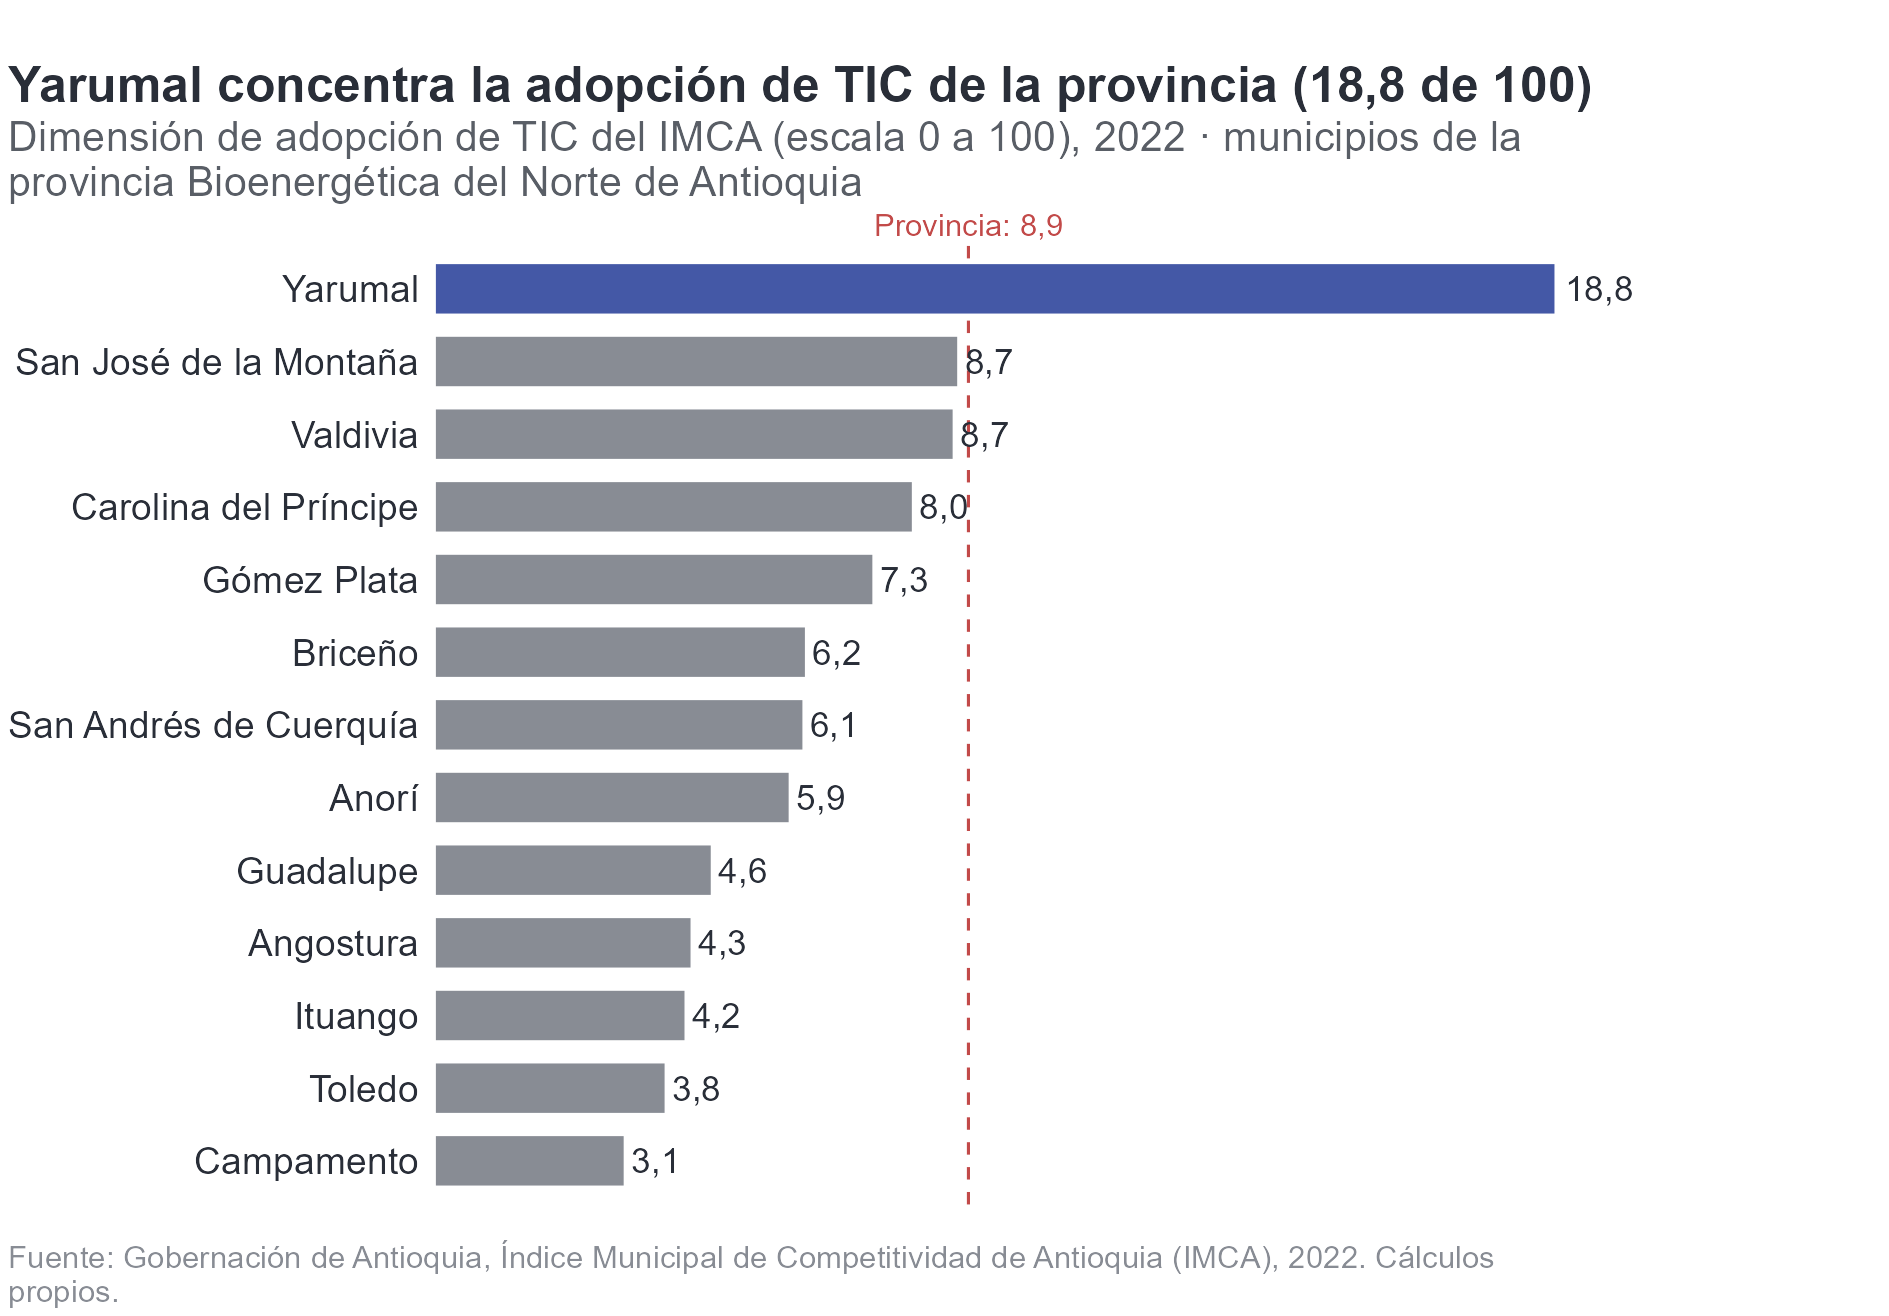 Yarumal concentra la adopción de TIC de la provincia (18,8 de 100)
Dimensión de adopción de TIC del IMCA (escala 0 a 100), 2022 · municipios de la
provincia Bioenergética del Norte de Antioquia
Provincia: 8,9
Yarumal 18,8
San José de la Montaña 8,7
Valdivia 8,7
Carolina del Príncipe 8,0
Gómez Plata 7,3
Briceño 6,2
San Andrés de Cuerquía 6,1
Anorí 5,9
Guadalupe 4,6
Angostura 4,3
Ituango 4,2
Toledo 3,8
Campamento 3,1
Fuente: Gobernación de Antioquia, Índice Municipal de Competitividad de Antioquia (IMCA), 2022. Cálculos
propios.